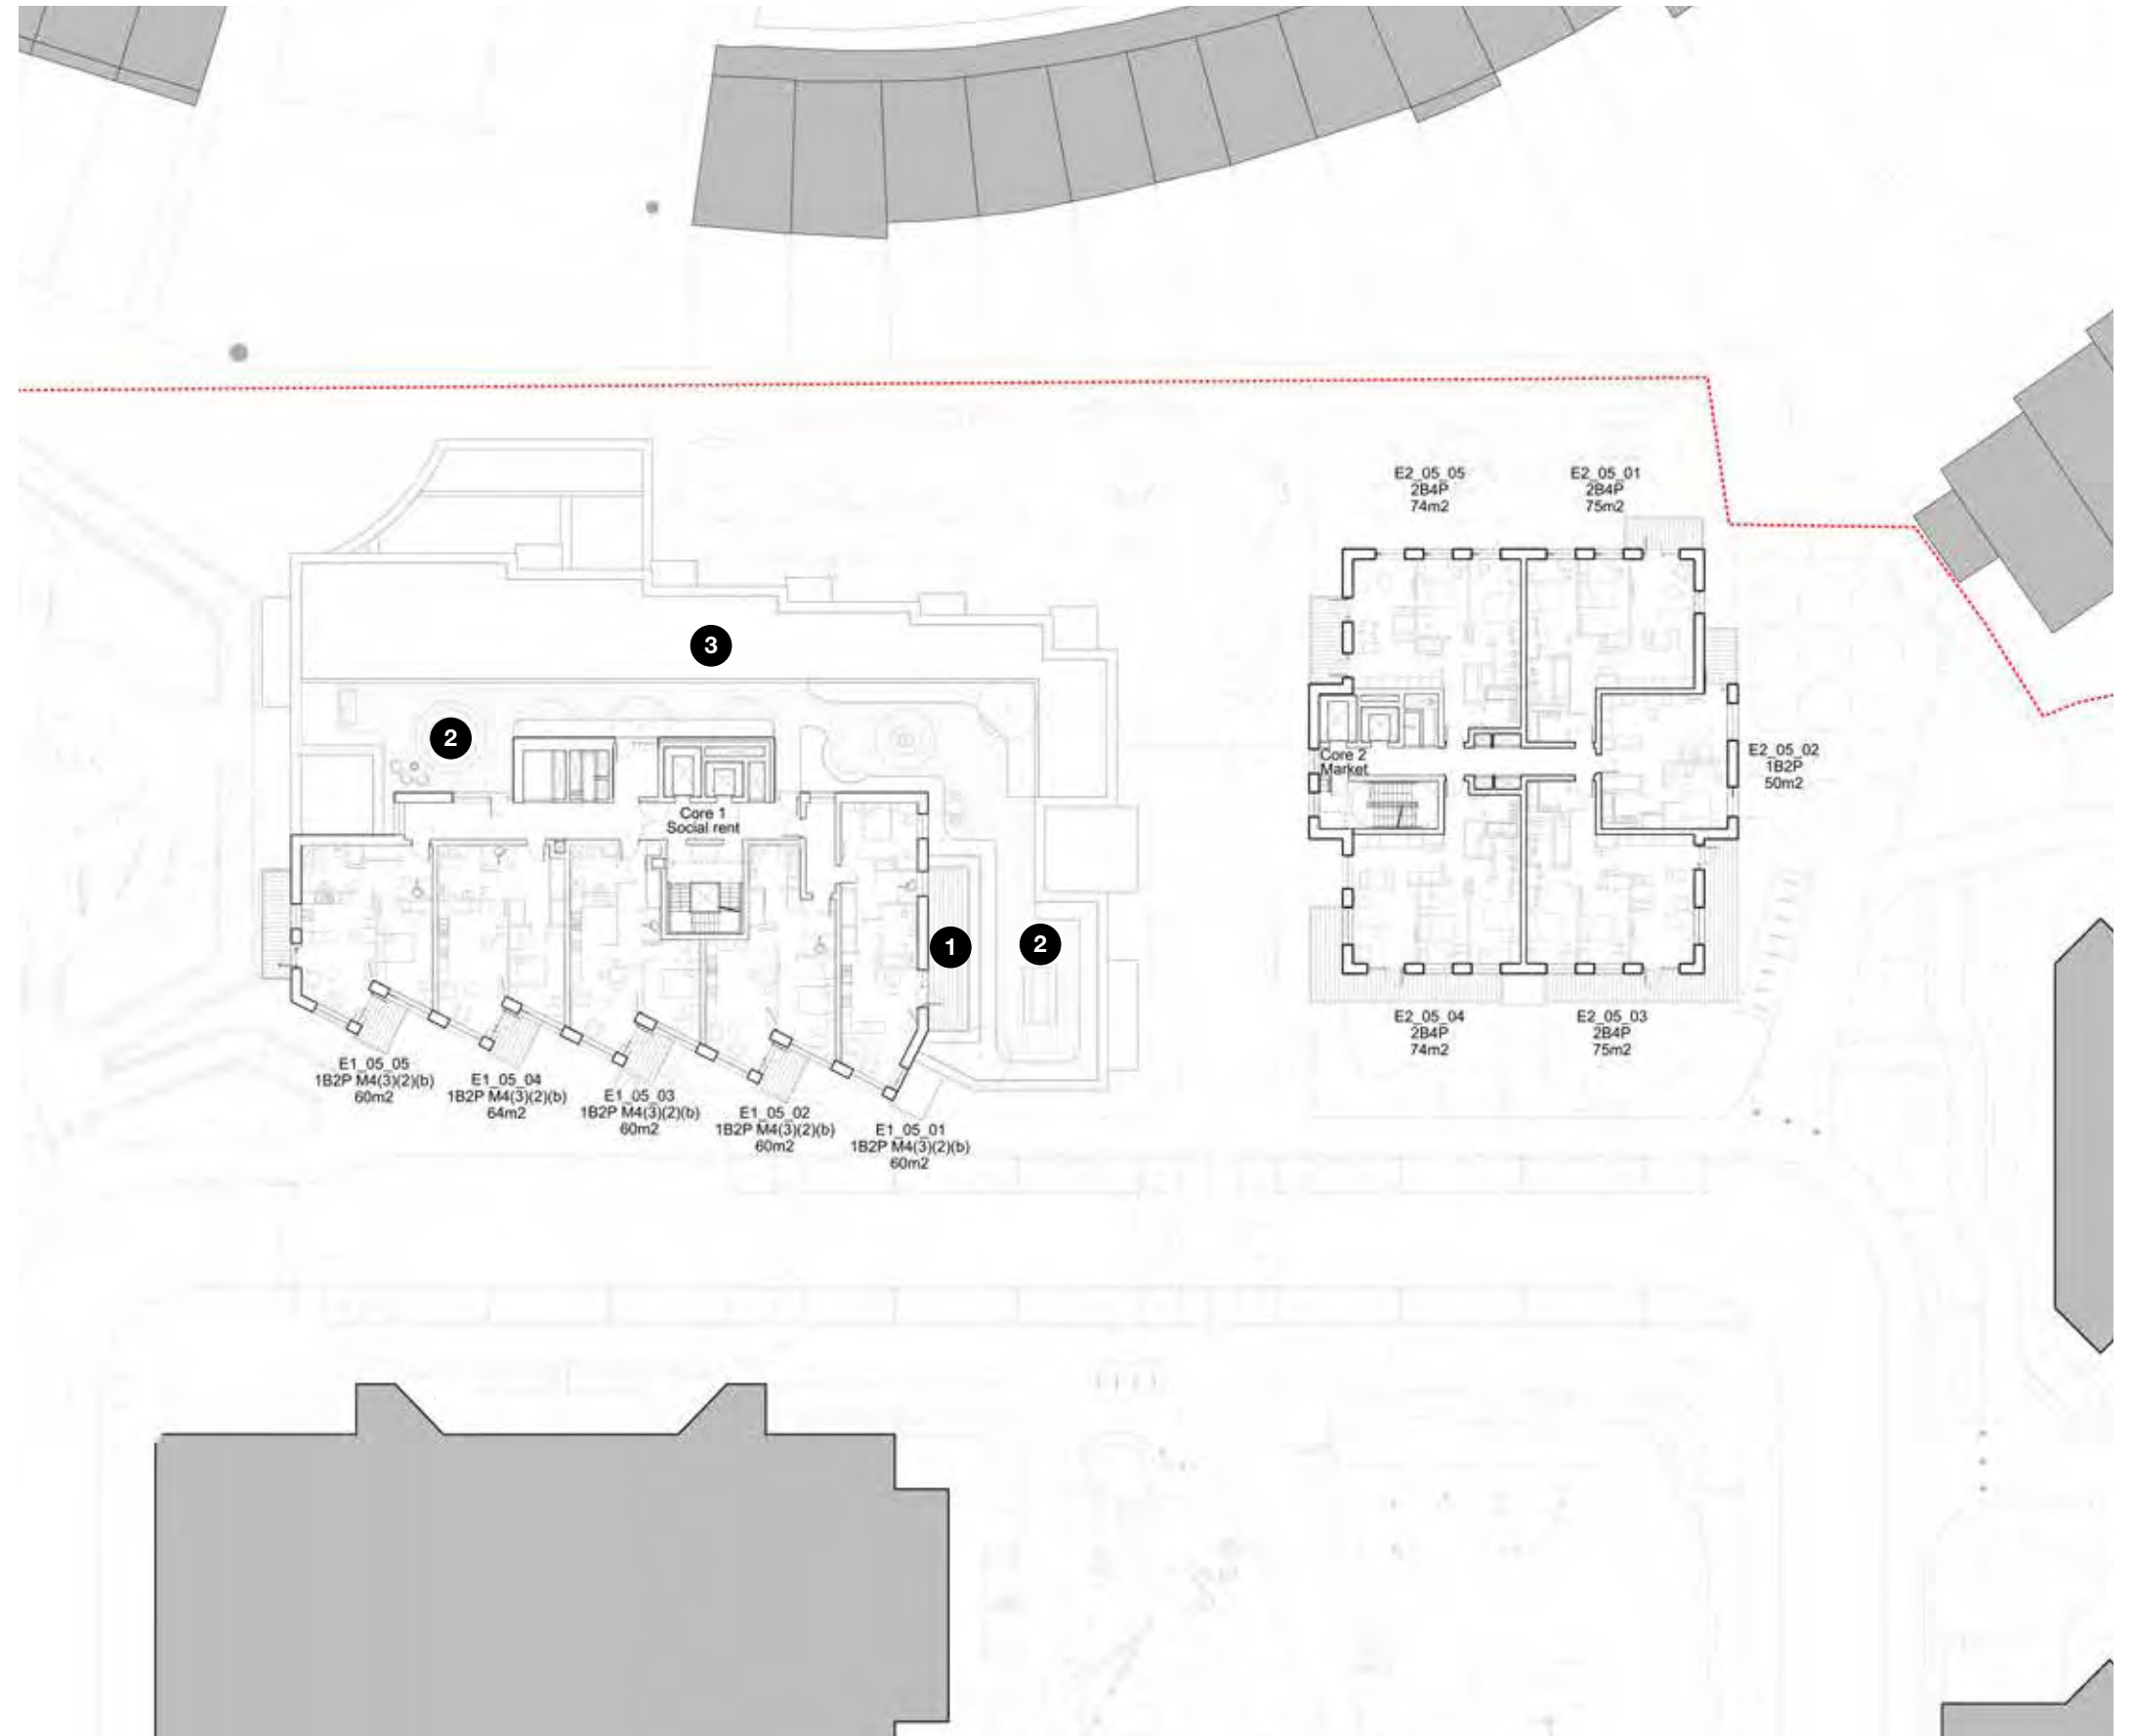 E2_05_05
2B4P
74m2
E2_05_01
2B4P
75m2
3
2
Core 2
Market
E2_05_02
1B2P
50m2
Core 1
Social rent
1
2
E2_05_04
2B4P
74m2
E2_05_03
2B4P
75m2
E1_05_05
1B2P M4(3)(2)(b)
60m2
E1_05_04
1B2P M4(3)(2)(b)
64m2
E1_05_03
1B2P M4(3)(2)(b)
60m2
E1_05_02
1B2P M4(3)(2)(b)
60m2
E1_05_01
1B2P M4(3)(2)(b)
60m2